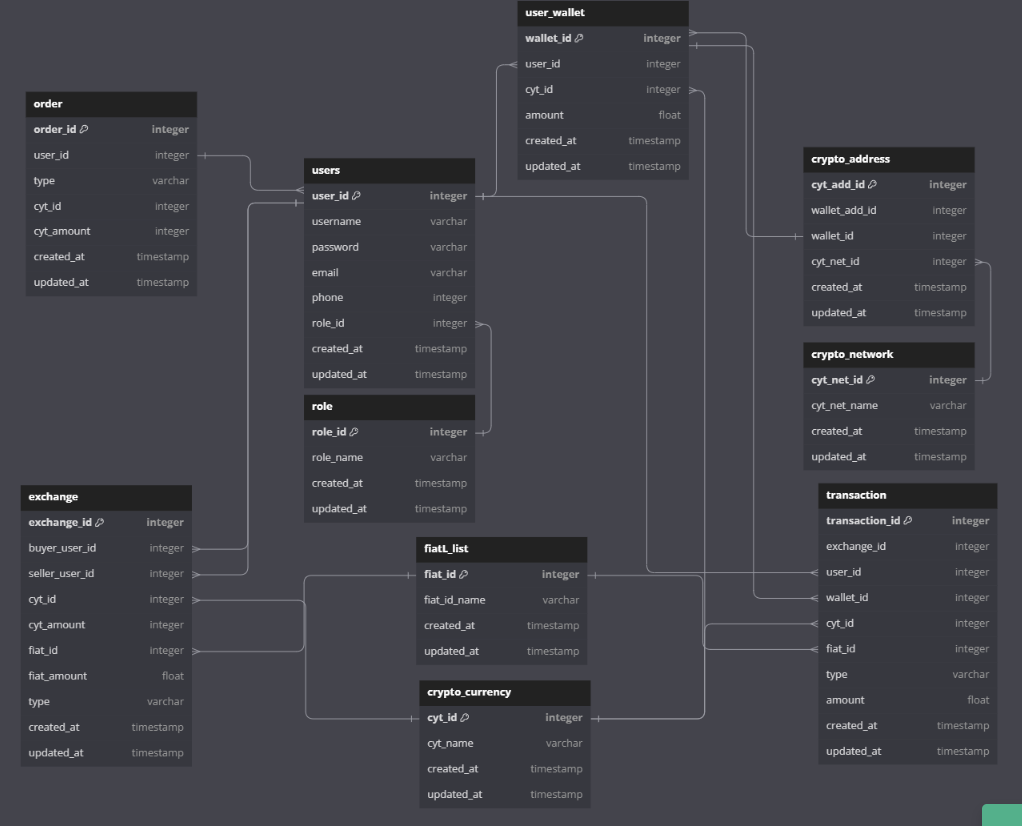 user_wallet
wallet_id integer
user_id integer
cyt_id integer
amount float
created_at timestamp
updated_at timestamp
order
order_id integer
user_id integer
type varchar
cyt_id integer
cyt_amount integer
created_at timestamp
updated_at timestamp
users
user_id integer
username varchar
password varchar
email varchar
phone integer
role_id integer
created_at timestamp
updated_at timestamp
crypto_address
cyt_add_id integer
wallet_add_id integer
wallet_id integer
cyt_net_id integer
created_at timestamp
updated_at timestamp
crypto_network
cyt_net_id integer
cyt_net_name varchar
created_at timestamp
updated_at timestamp
role
role_id integer
role_name varchar
created_at timestamp
updated_at timestamp
exchange
exchange_id integer
buyer_user_id integer
seller_user_id integer
cyt_id integer
cyt_amount integer
fiat_id integer
fiat_amount float
type varchar
created_at timestamp
updated_at timestamp
fiatL_list
fiat_id integer
fiat_id_name varchar
created_at timestamp
updated_at timestamp
crypto_currency
cyt_id integer
cyt_name varchar
created_at timestamp
updated_at timestamp
transaction
transaction_id integer
exchange_id integer
user_id integer
wallet_id integer
cyt_id integer
fiat_id integer
type varchar
amount float
created_at timestamp
updated_at timestamp